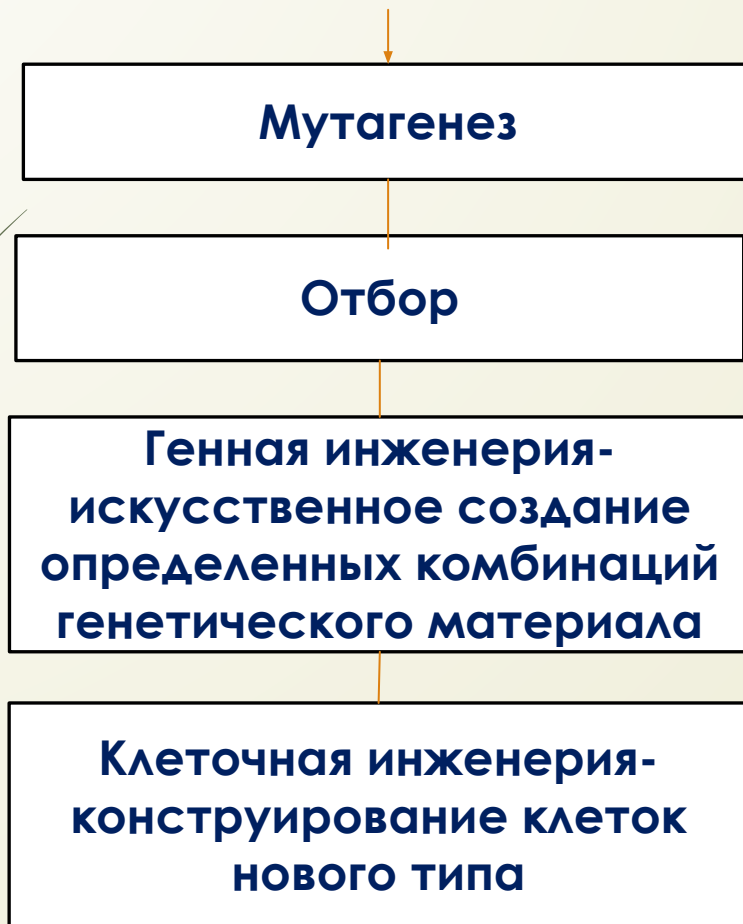 Мутагенез
Отбор
Генная инженерия-
искусственное создание
определенных комбинаций
генетического материала
Клеточная инженерия-
конструирование клеток
нового типа